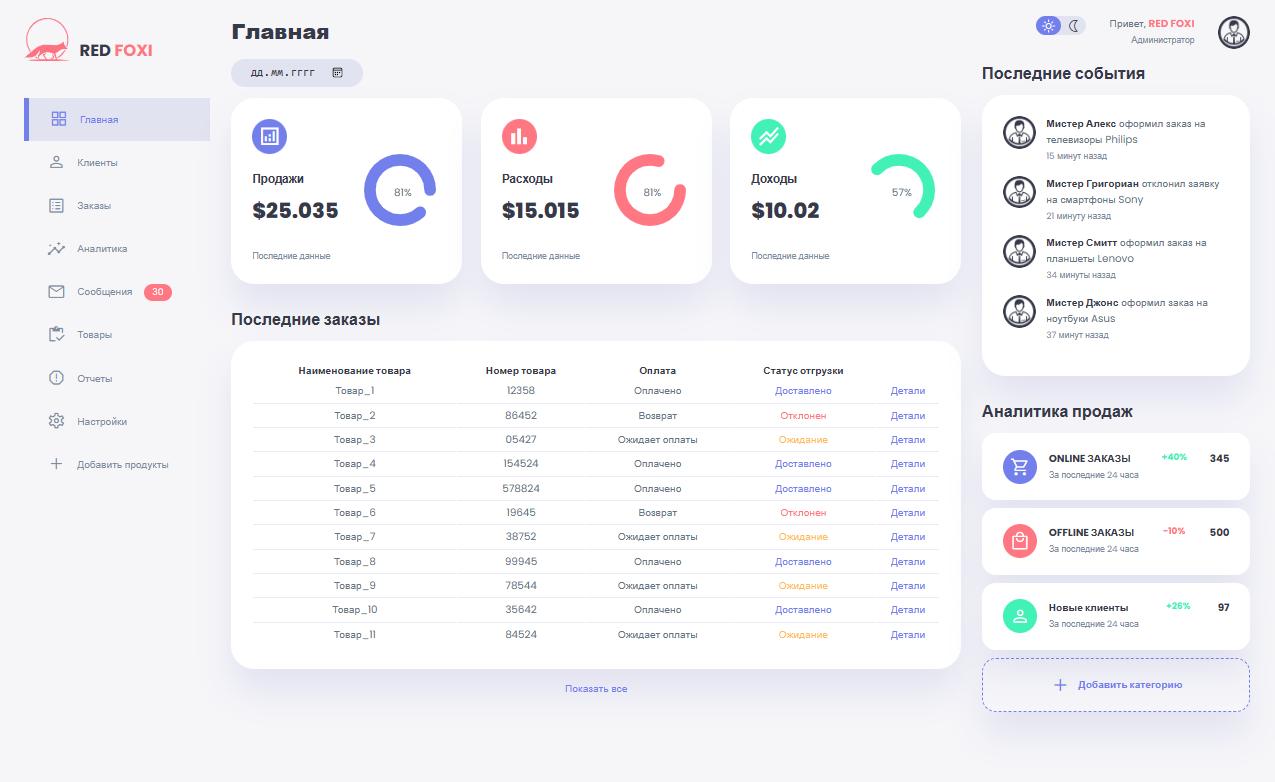 RED FOXI
Главная
Клиенты
Заказы
Аналитика
Сообщения 30
Товары
Отчеты
Настройки
Добавить продукты
Главная
дд.мм.гггг
Продажи
$25.035
81%
Последние данные
Расходы
$15.015
81%
Последние данные
Доходы
$10.02
57%
Последние данные
Последние заказы
Наименование товара Номер товара Оплата Статус отгрузки
Товар_1 12358 Оплачено Доставлено Детали
Товар_2 86452 Возврат Отклонен Детали
Товар_3 05427 Ожидает оплаты Ожидание Детали
Товар_4 154524 Оплачено Доставлено Детали
Товар_5 578824 Оплачено Доставлено Детали
Товар_6 19645 Возврат Отклонен Детали
Товар_7 38752 Ожидает оплаты Ожидание Детали
Товар_8 99945 Оплачено Доставлено Детали
Товар_9 78544 Ожидает оплаты Ожидание Детали
Товар_10 35642 Оплачено Доставлено Детали
Товар_11 84524 Ожидает оплаты Ожидание Детали
Показать все
Привет, RED FOXI
Администратор
Последние события
Мистер Алекс оформил заказ на
телевизоры Philips
15 минут назад
Мистер Григориан отклонил заявку
на смартфоны Sony
21 минуту назад
Мистер Смитт оформил заказ на
планшеты Lenovo
34 минуты назад
Мистер Джонс оформил заказ на
ноутбуки Asus
37 минут назад
Аналитика продаж
ONLINE ЗАКАЗЫ +40% 345
За последние 24 часа
OFFLINE ЗАКАЗЫ -10% 500
За последние 24 часа
Новые клиенты +25% 97
За последние 24 часа
Добавить категорию